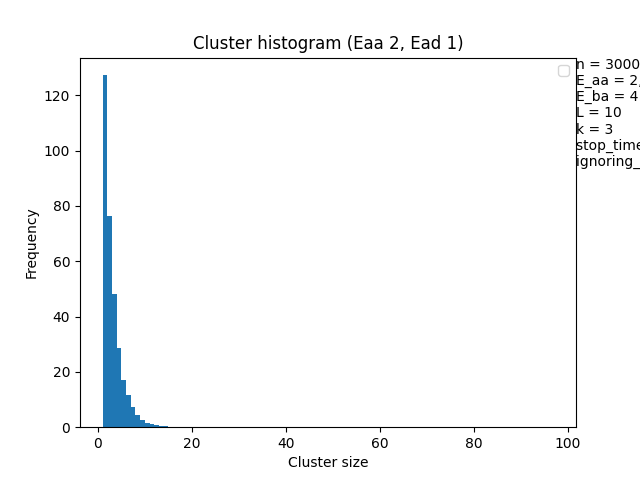 Cluster histogram (Eaa 2, Ead 1)
n = 3000
E_aa = 2,
E_ba = 4
L = 10
k = 3
stop_time
ignoring_
120
100
80
60
40
20
0
Frequency
0 20 40 60 80 100
Cluster size